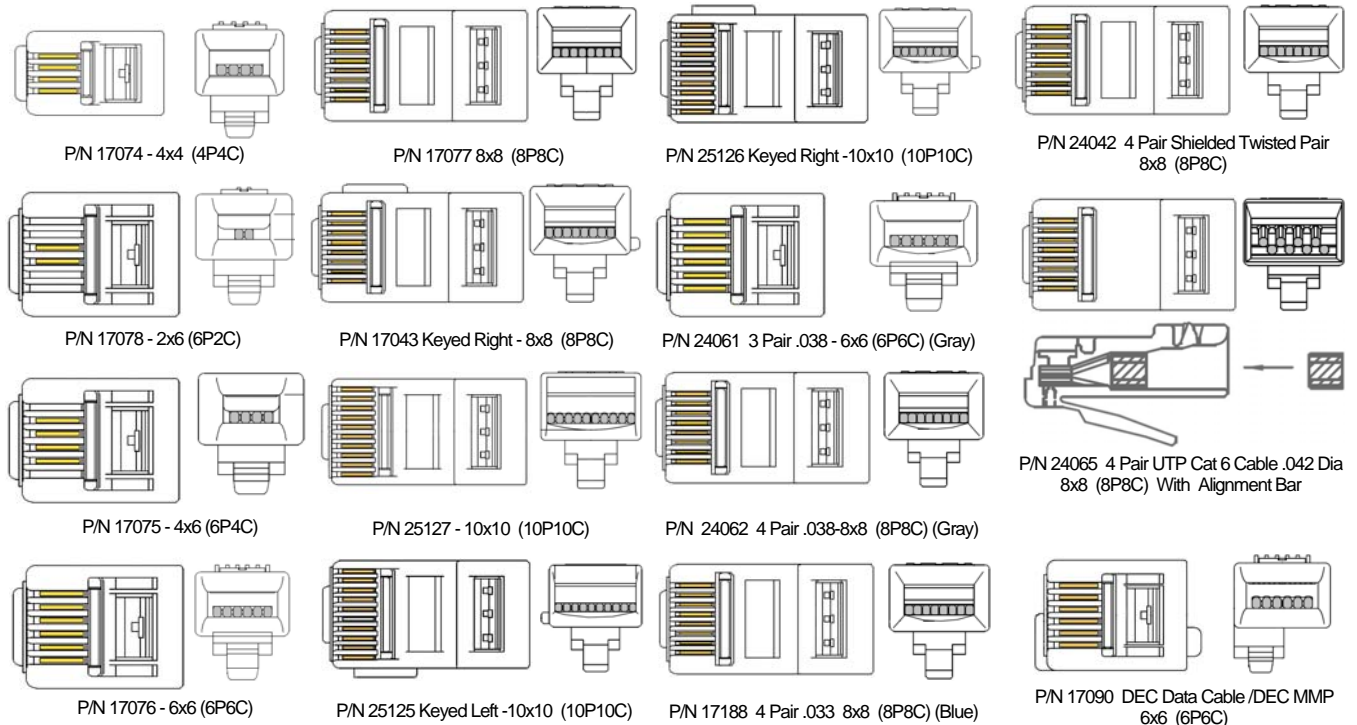 P/N 17074 - 4x4 (4P4C)
P/N 17077 8x8 (8P8C)
P/N 25126 Keyed Right -10x10 (10P10C)
P/N 24042 4 Pair Shielded Twisted Pair
8x8 (8P8C)
P/N 17078 - 2x6 (6P2C)
P/N 17043 Keyed Right - 8x8 (8P8C)
P/N 24061 3 Pair .038 - 6x6 (6P6C) (Gray)
P/N 24065 4 Pair UTP Cat 6 Cable .042 Dia
8x8 (8P8C) With Alignment Bar
P/N 17075 - 4x6 (6P4C)
P/N 25127 - 10x10 (10P10C)
P/N 24062 4 Pair .038-8x8 (8P8C) (Gray)
P/N 17076 - 6x6 (6P6C)
P/N 25125 Keyed Left -10x10 (10P10C)
P/N 17188 4 Pair .033 8x8 (8P8C) (Blue)
P/N 17090 DEC Data Cable /DEC MMP
6x6 (6P6C)